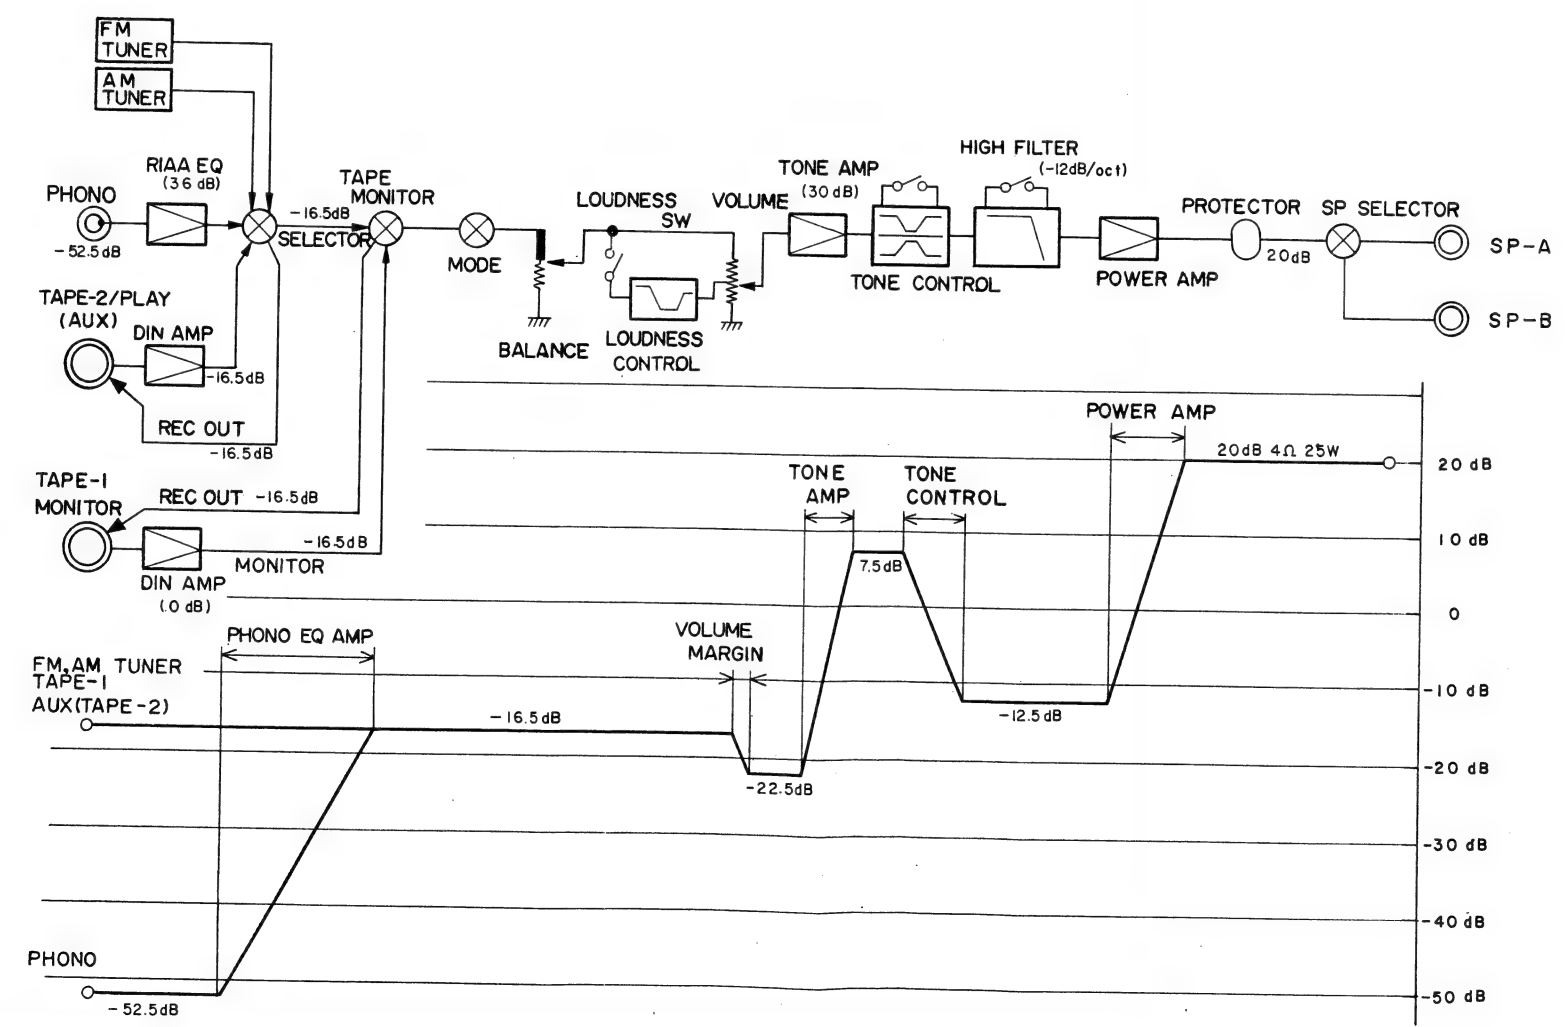 FM
TUNER
AM
TUNER
RIAA EQ
(36 dB)
PHONO
-52.5dB
-16.5dB
SELECTOR
TAPE
MONITOR
MODE
BALANCE
LOUDNESS
SW
LOUDNESS
CONTROL
VOLUME
TONE AMP
(30dB)
TONE CONTROL
HIGH FILTER
(-12dB/oct)
POWER AMP
PROTECTOR
20dB
SP SELECTOR
SP-A
SP-B
TAPE-2/PLAY
(AUX)
DIN AMP
-16.5dB
REC OUT
-16.5dB
TAPE-1
MONITOR
REC OUT -16.5dB
-16.5dB
MONITOR
DIN AMP
(.0 dB)
POWER AMP
20dB 4Ω 25W
20 dB
TONE
AMP
TONE
CONTROL
10 dB
7.5dB
0
PHONO EQ AMP
VOLUME
MARGIN
FM,AM TUNER
TAPE-1
AUX(TAPE-2)
-16.5dB
-12.5dB
-10 dB
-22.5dB
-20 dB
-30 dB
-40 dB
PHONO
-52.5dB
-50 dB